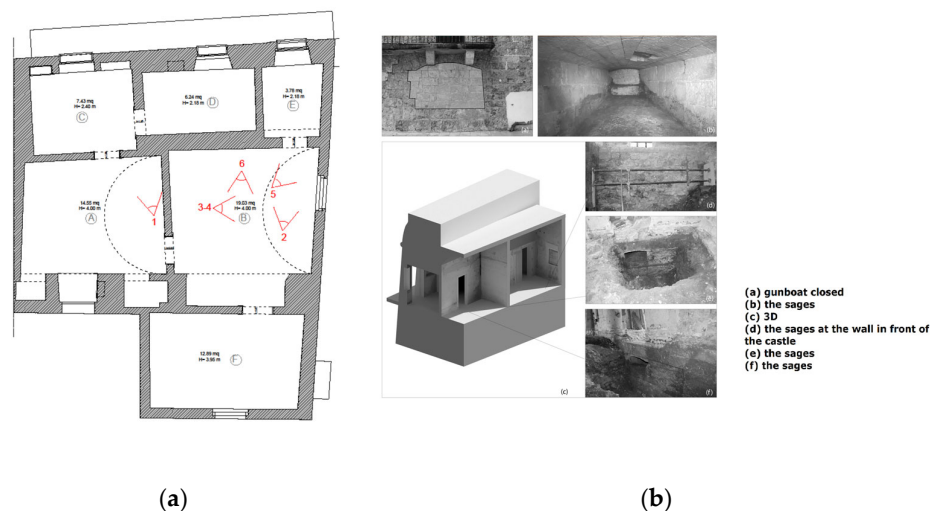 7.43 mq
H= 2.40 m
C
6.24 mq
H= 2.18 m
D
3.78 mq
H= 2.18 m
E
14.55 mq
H= 4.00 m
A
1
6
3-4
5
19.03 mq
H= 4.00 m
B
2
12.89 mq
H= 3.95 m
F
(b)
(c)
(d)
(e)
(f)
(a) gunboat closed
(b) the sages
(c) 3D
(d) the sages at the wall in front of
the castle
(e) the sages
(f) the sages
(a)
(b)